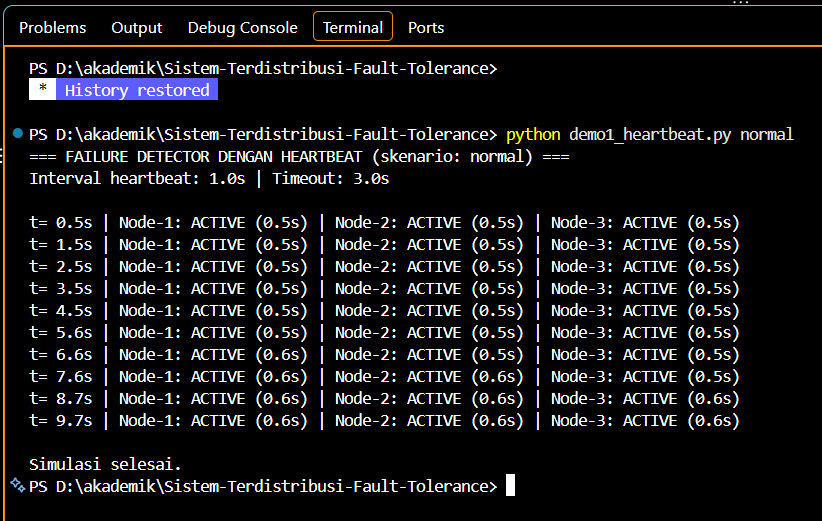 Problems Output Debug Console Terminal Ports
PS D:\akademik\Sistem-Terdistribusi-Fault-Tolerance>
* History restored
PS D:\akademik\Sistem-Terdistribusi-Fault-Tolerance> python demo1_heartbeat.py normal
=== FAILURE DETECTOR DENGAN HEARTBEAT (skenario: normal) ===
Interval heartbeat: 1.0s | Timeout: 3.0s
t= 0.5s | Node-1: ACTIVE (0.5s) | Node-2: ACTIVE (0.5s) | Node-3: ACTIVE (0.5s)
t= 1.5s | Node-1: ACTIVE (0.5s) | Node-2: ACTIVE (0.5s) | Node-3: ACTIVE (0.5s)
t= 2.5s | Node-1: ACTIVE (0.5s) | Node-2: ACTIVE (0.5s) | Node-3: ACTIVE (0.5s)
t= 3.5s | Node-1: ACTIVE (0.5s) | Node-2: ACTIVE (0.5s) | Node-3: ACTIVE (0.5s)
t= 4.5s | Node-1: ACTIVE (0.5s) | Node-2: ACTIVE (0.5s) | Node-3: ACTIVE (0.5s)
t= 5.6s | Node-1: ACTIVE (0.5s) | Node-2: ACTIVE (0.5s) | Node-3: ACTIVE (0.5s)
t= 6.6s | Node-1: ACTIVE (0.6s) | Node-2: ACTIVE (0.5s) | Node-3: ACTIVE (0.5s)
t= 7.6s | Node-1: ACTIVE (0.6s) | Node-2: ACTIVE (0.6s) | Node-3: ACTIVE (0.5s)
t= 8.7s | Node-1: ACTIVE (0.6s) | Node-2: ACTIVE (0.6s) | Node-3: ACTIVE (0.6s)
t= 9.7s | Node-1: ACTIVE (0.6s) | Node-2: ACTIVE (0.6s) | Node-3: ACTIVE (0.6s)
Simulasi selesai.
PS D:\akademik\Sistem-Terdistribusi-Fault-Tolerance>